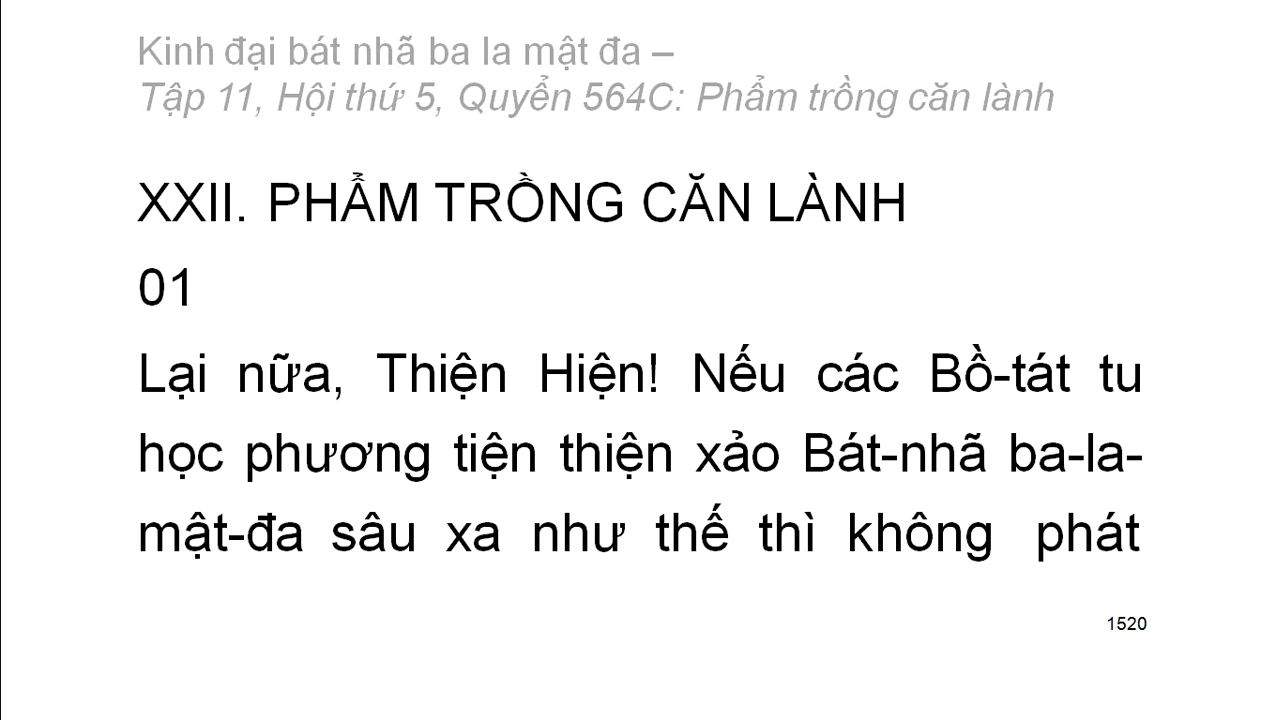 Kinh đại bát nhã ba la mật đa –
Tập 11, Hội thứ 5, Quyển 564C: Phẩm trồng căn lành
XXII. PHẨM TRỒNG CĂN LÀNH
01
Lại nữa, Thiện Hiện! Nếu các Bồ-tát tu
học phương tiện thiện xảo Bát-nhã ba-la-
mật-đa sâu xa như thế thì không phát
1520